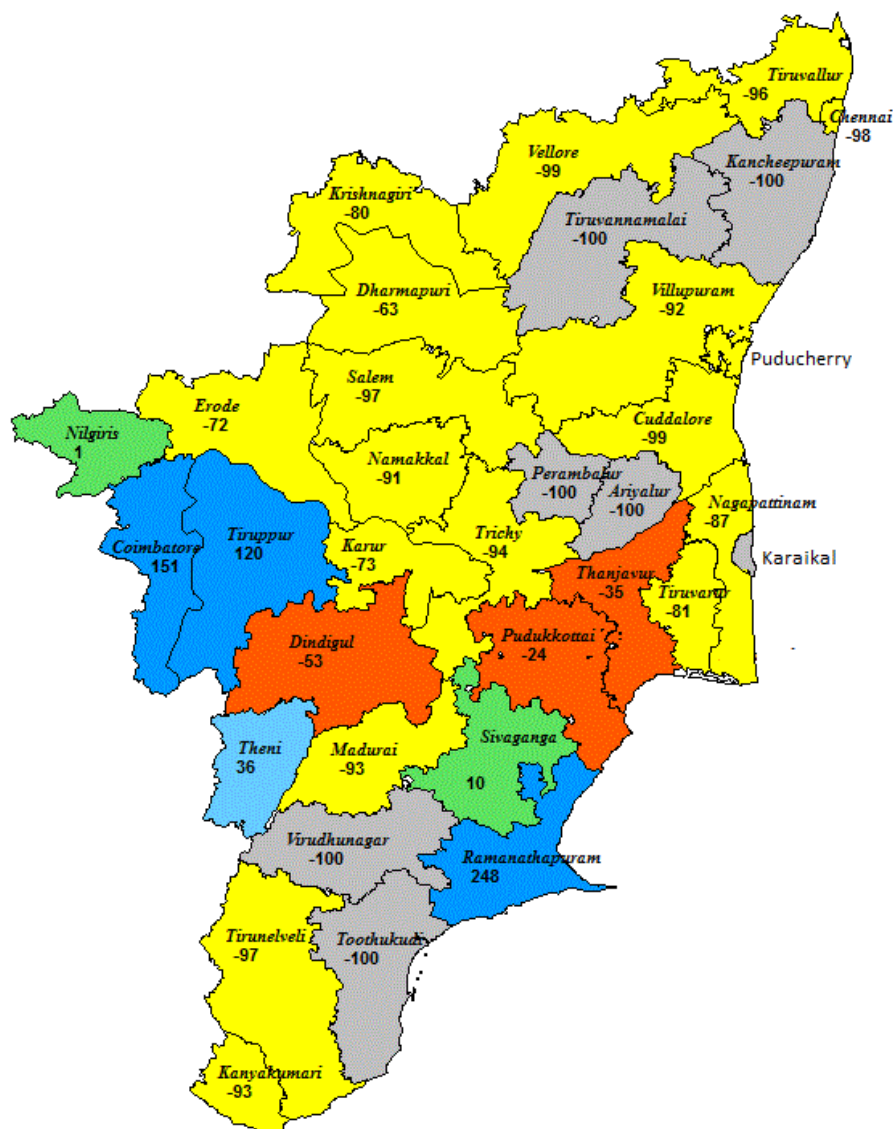 Tiruvallur
-96
Chennai
-98
Vellore
-99
Kancheepuram
-100
Krishnagiri
-80
Tiruvannamalai
-100
Dharmapuri
-63
Villupuram
-92
Puducherry
Salem
-97
Erode
-72
Cuddalore
-99
Nilgiris
1
Namakkal
-91
Perambalur
-100
Ariyalur
-100
Nagapattinam
-87
Coimbatore
151
Tiruppur
120
Karur
-73
Trichy
-94
Karaikal
Thanjavur
-35
Tiruvarur
-81
Dindigul
-53
Pudukkottai
-24
Theni
36
Madurai
-93
Sivaganga
10
Virudhunagar
-100
Ramanathapuram
248
Tirunelveli
-97
Toothukudi
-100
Kanyakumari
-93